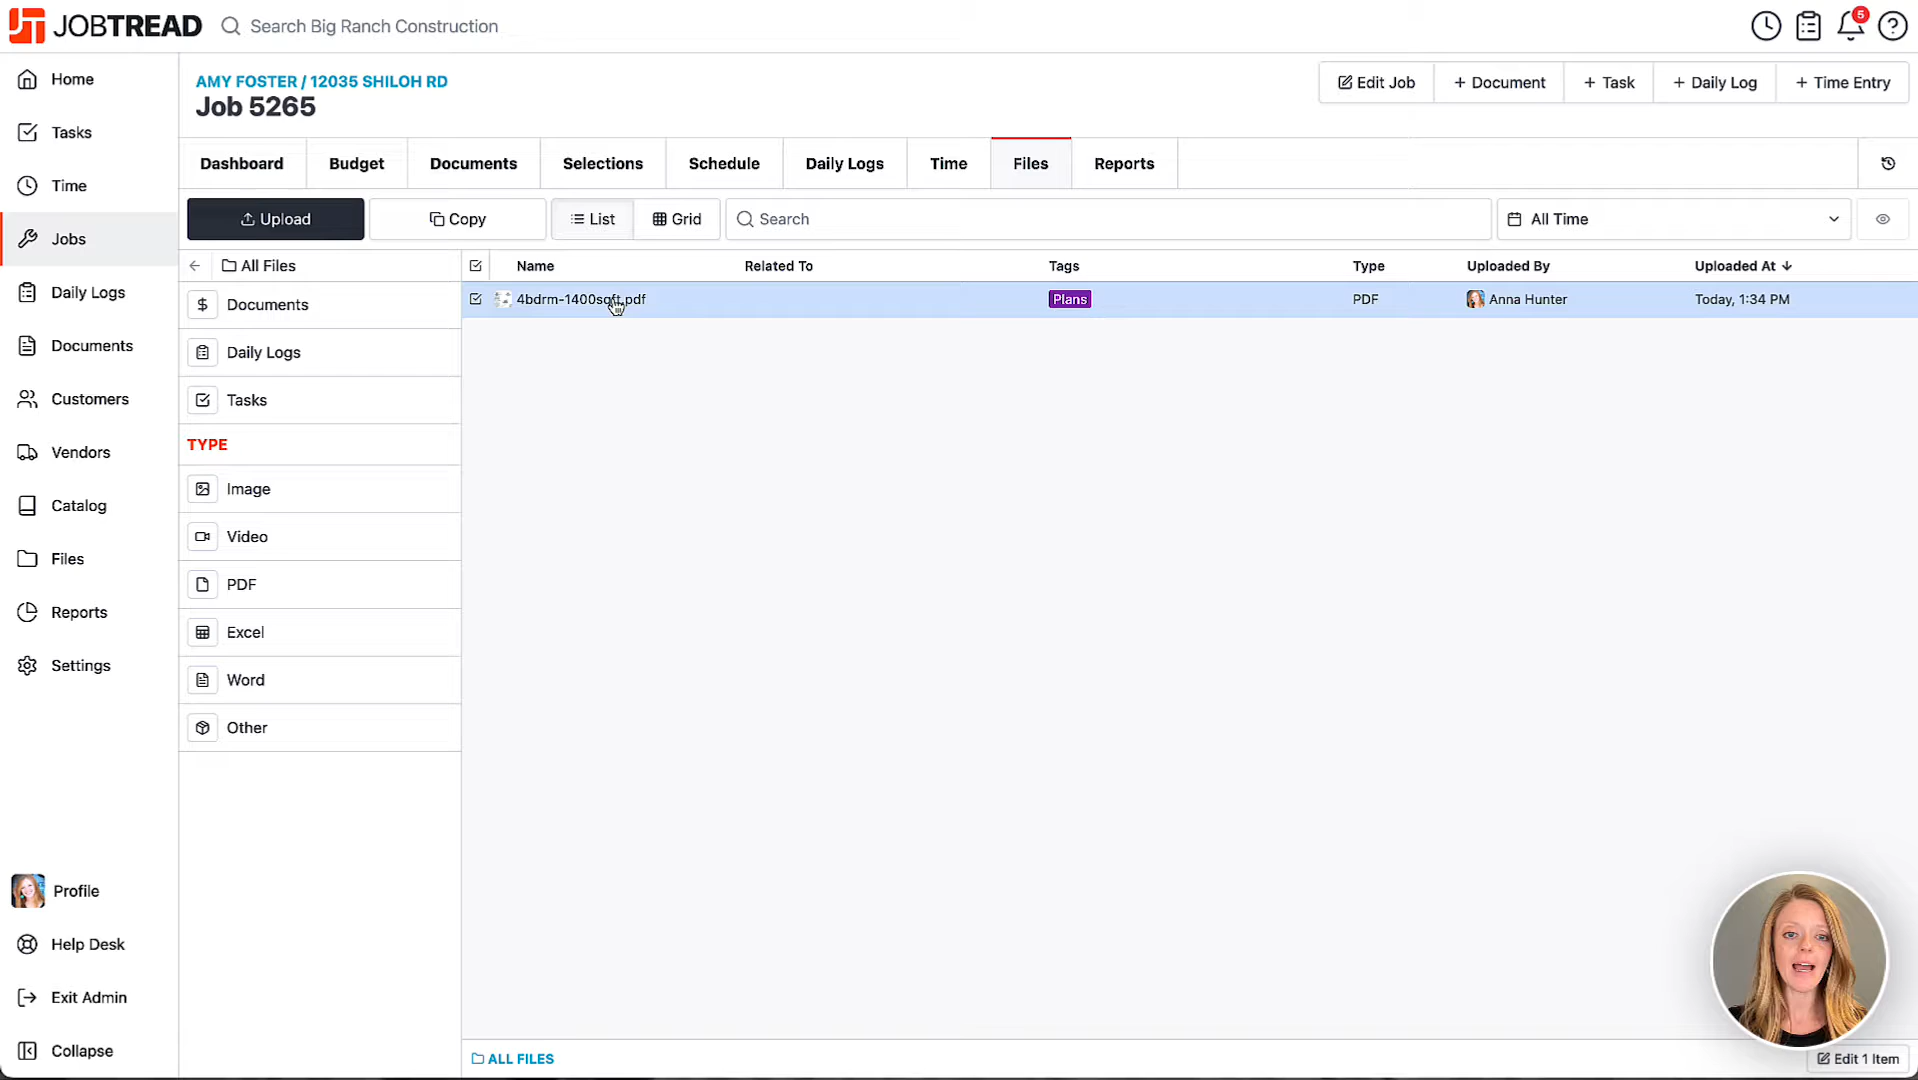 JOBTREAD
Search Big Ranch Construction
5
Home
Tasks
Time
Jobs
Daily Logs
Documents
Customers
Vendors
Catalog
Files
Reports
Settings
Profile
Help Desk
Exit Admin
Collapse
AMY FOSTER / 12035 SHILOH RD
Job 5265
Edit Job
+ Document
+ Task
+ Daily Log
+ Time Entry
Dashboard
Budget
Documents
Selections
Schedule
Daily Logs
Time
Files
Reports
Upload
Copy
List
Grid
Search
All Time
All Files
Documents
Daily Logs
Tasks
TYPE
Image
Video
PDF
Excel
Word
Other
Name Related To Tags Type Uploaded By Uploaded At
4bdrm-1400sqft.pdf Plans PDF Anna Hunter Today, 1:34 PM
ALL FILES
Edit 1 Item